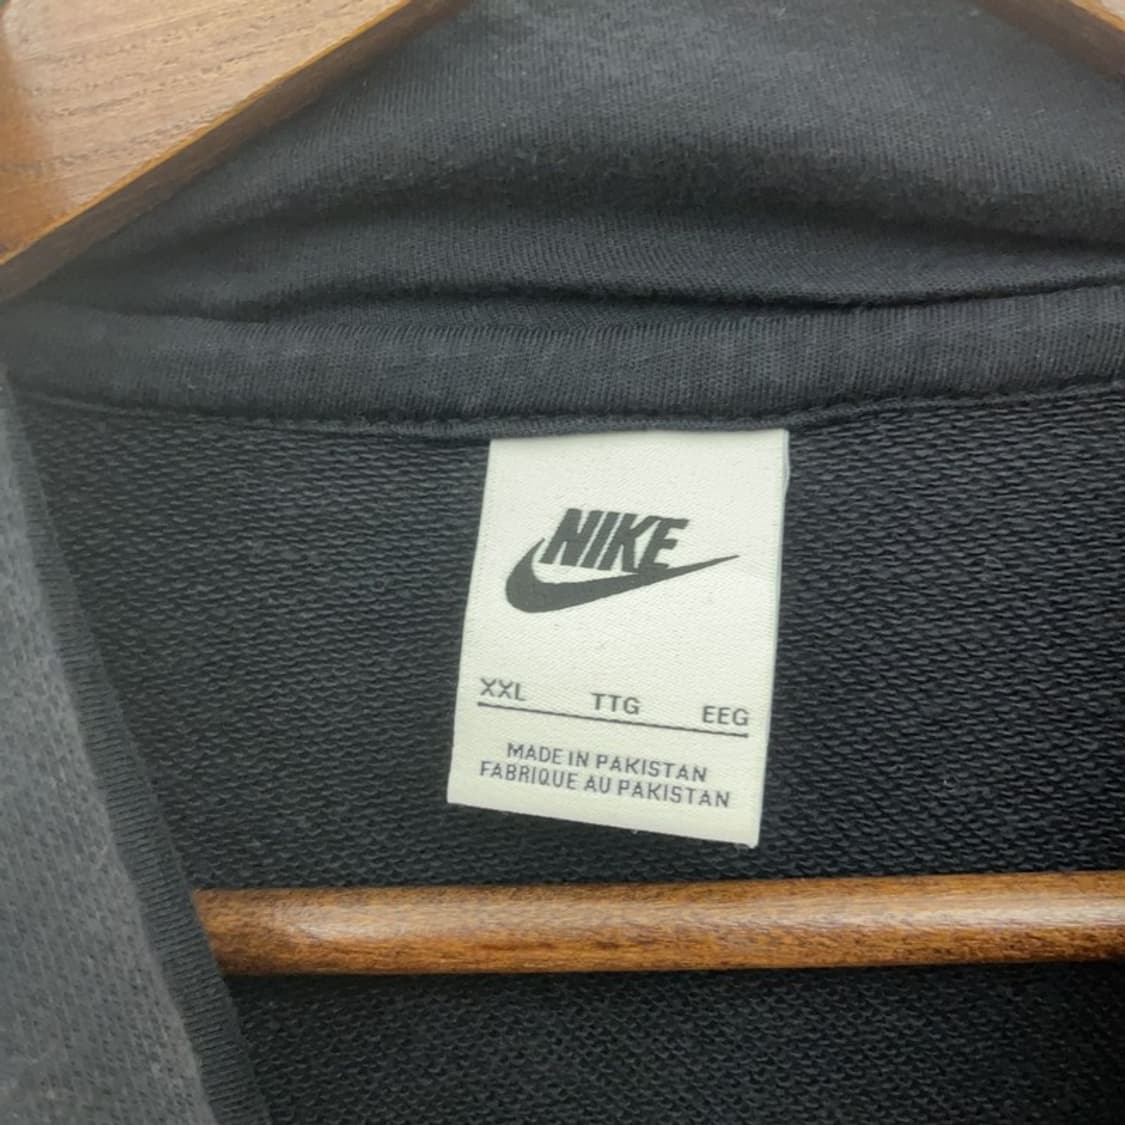 NIKE
XXL TTG EEG
MADE IN PAKISTAN
FABRIQUE AU PAKISTAN